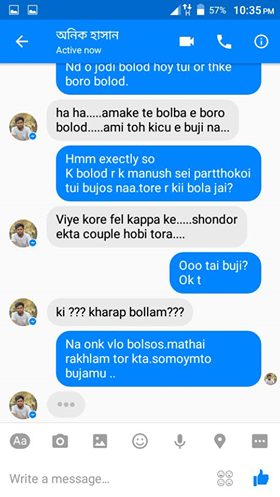 57% 10:35 PM
অনিক হাসান
Active now
Nd o jodi bolod hoy tui or thke
boro bolod.
ha ha.....amake te bolba e boro
bolod.....ami toh kicu e buji na...
Hmm exectly so
K bolod r k manush sei partthokoi
tui bujos naa.tore r kii bola jai?
Viye kore fel kappa ke.....shondor
ekta couple hobi tora....
Ooo tai buji?
Ok t
ki ??? kharap bollam???
Na onk vlo bolsos.mathai
rakhlam tor kta.somoymto
bujamu ..
Aa
Write a message...